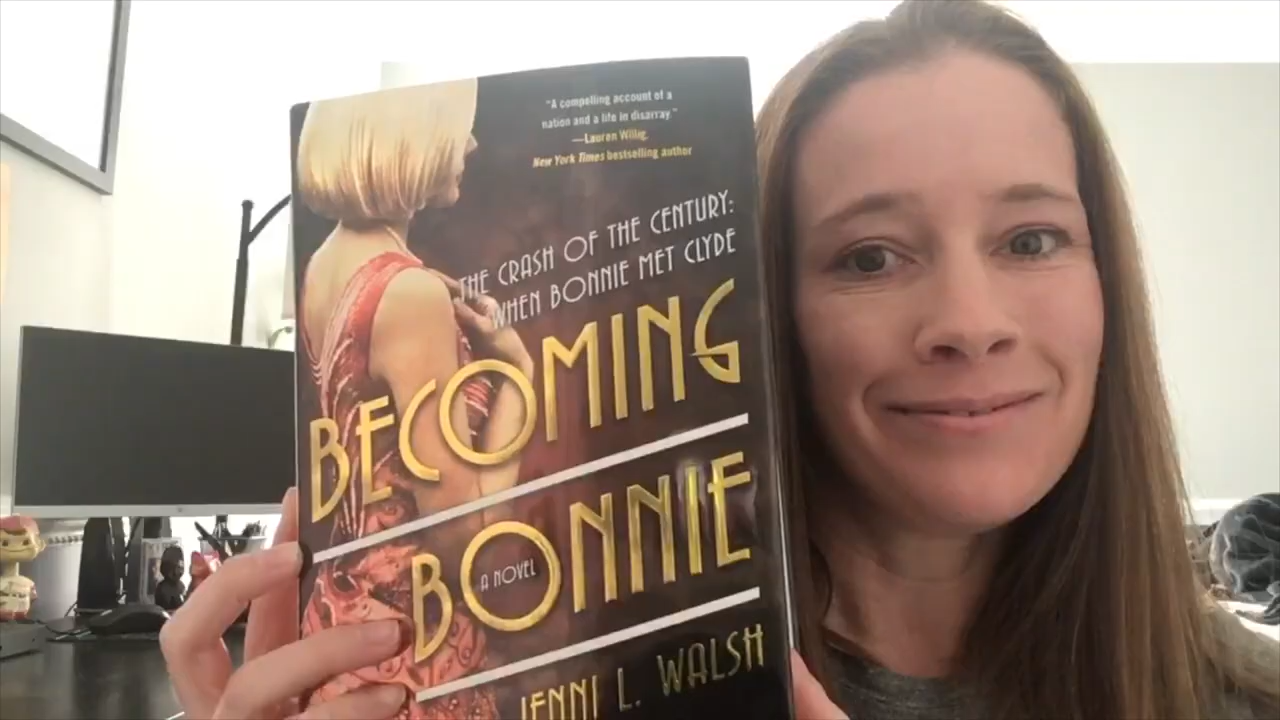 "A compelling account of a
nation and a life in disarray."
—Lauren Willig,
New York Times bestselling author
THE CRASH OF THE CENTURY:
WHEN BONNIE MET CLYDE
BECOMING
BONNIE
A NOVEL
JENNI L. WALSH